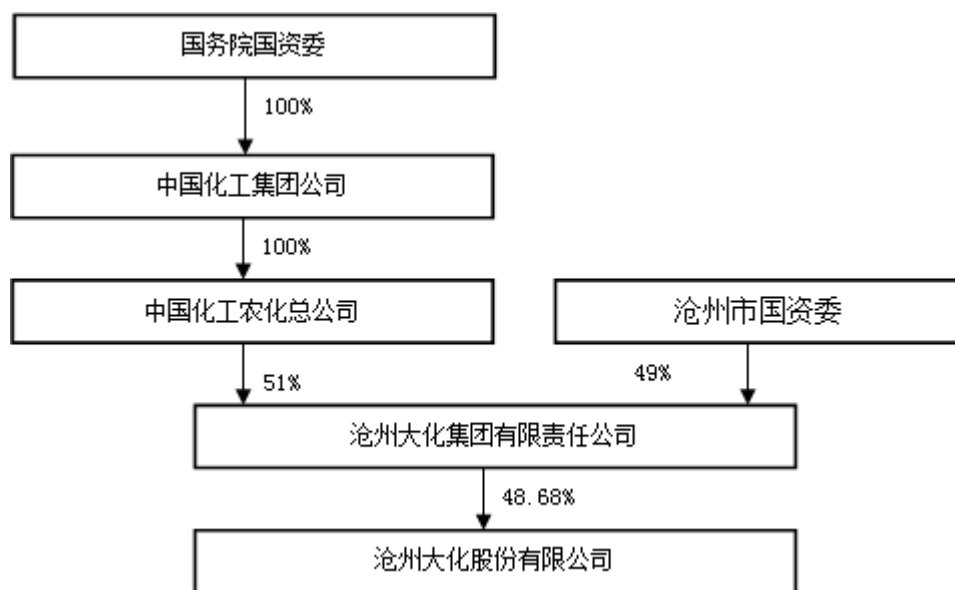 国务院国资委
100%
中国化工集团公司
100%
中国化工农化总公司
沧州市国资委
51%
49%
沧州大化集团有限责任公司
48.68%
沧州大化股份有限公司